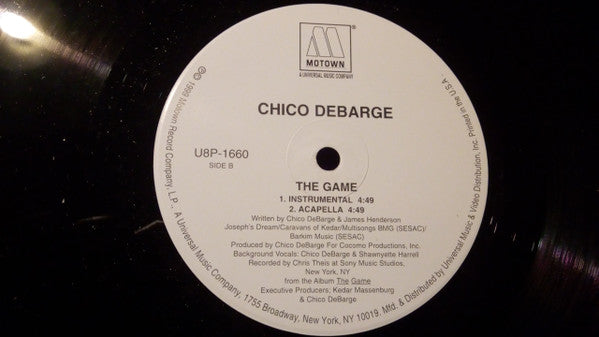 MOTOWN®
A UNIVERSAL MUSIC COMPANY
CHICO DEBARGE
U8P-1660
SIDE B
THE GAME
1. INSTRUMENTAL 4:49
2. ACAPELLA 4:49
Written by Chico DeBarge & James Henderson
Joseph's Dream/Caravans of Kedar/Multisongs BMG (SESAC)/
Barkim Music (SESAC)
Produced by Chico DeBarge For Cocomo Productions, Inc.
Background Vocals: Chico DeBarge & Shawnyette Harrell
Recorded by Chris Theis at Sony Music Studios,
New York, NY
from the Album The Game
Executive Producers; Kedar Massenburg
& Chico DeBarge
℗© 1999 Motown Record Company, L.P., A Universal Music Company, 1755 Broadway, New York, NY 10019. Mfd. & Distributed by Universal Music & Video Distribution, Inc. Printed in the U.S.A.